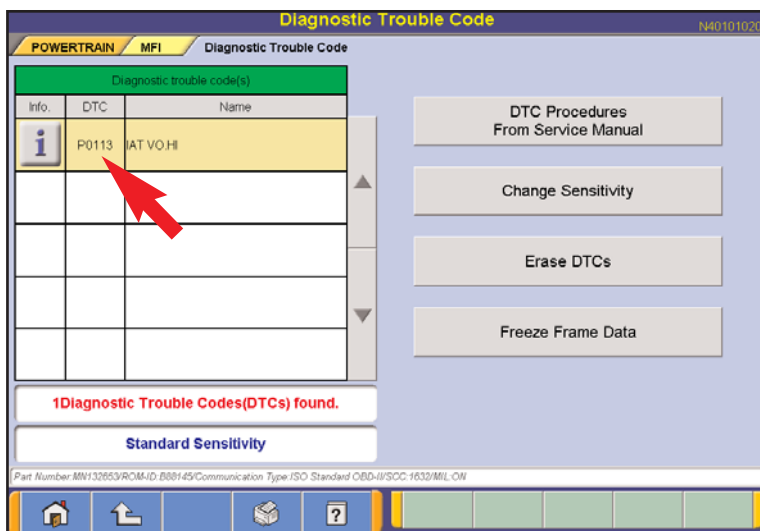 Diagnostic Trouble Code
N40101020
POWERTRAIN MFI Diagnostic Trouble Code
Diagnostic trouble code(s)
Info. DTC Name
i P0113 IAT VO.HI
DTC Procedures
From Service Manual
Change Sensitivity
Erase DTCs
Freeze Frame Data
1Diagnostic Trouble Codes(DTCs) found.
Standard Sensitivity
Part Number:MN132653/ROM-ID:B88145/Communication Type:ISO Standard OBD-II/SCC:1632/MIL:ON
?